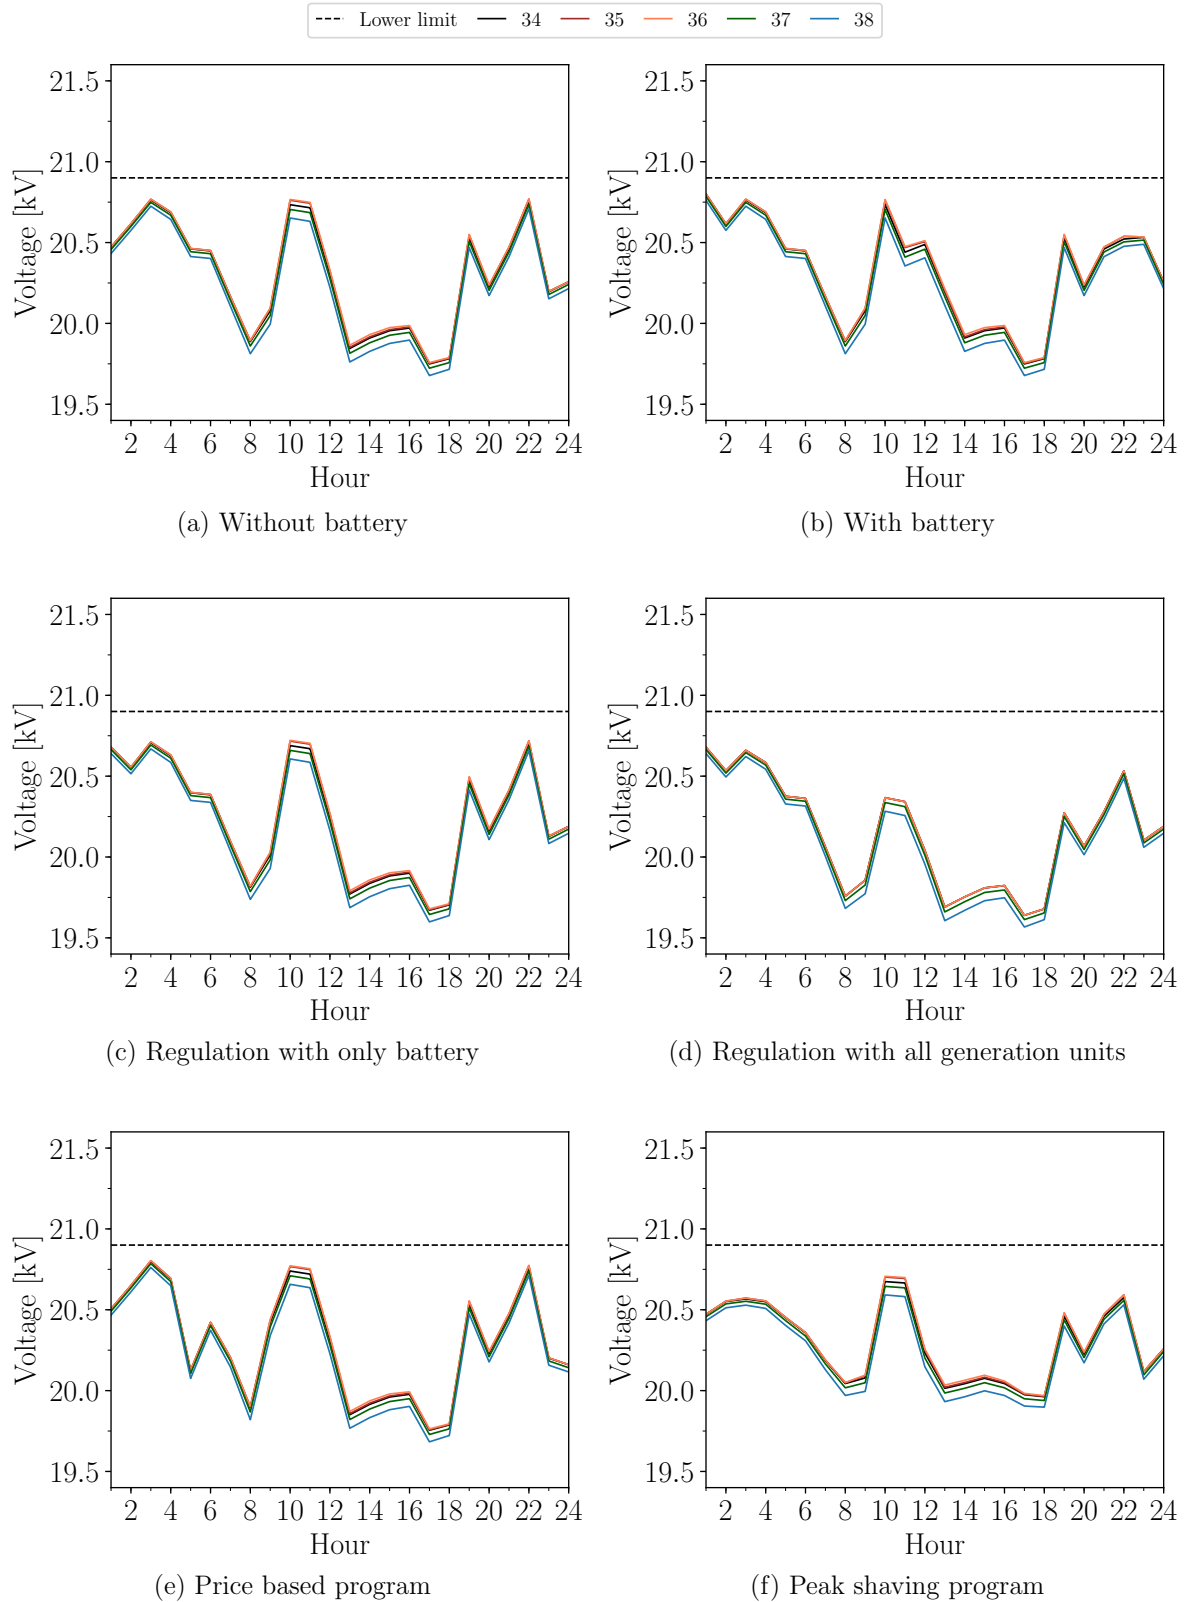 Lower limit 34 35 36 37 38
21.5 21.0 20.5 20.0 19.5
Voltage [kV]
2 4 6 8 10 12 14 16 18 20 22 24
Hour
(a) Without battery
21.5 21.0 20.5 20.0 19.5
Voltage [kV]
2 4 6 8 10 12 14 16 18 20 22 24
Hour
(b) With battery
21.5 21.0 20.5 20.0 19.5
Voltage [kV]
2 4 6 8 10 12 14 16 18 20 22 24
Hour
(c) Regulation with only battery
21.5 21.0 20.5 20.0 19.5
Voltage [kV]
2 4 6 8 10 12 14 16 18 20 22 24
Hour
(d) Regulation with all generation units
21.5 21.0 20.5 20.0 19.5
Voltage [kV]
2 4 6 8 10 12 14 16 18 20 22 24
Hour
(e) Price based program
21.5 21.0 20.5 20.0 19.5
Voltage [kV]
2 4 6 8 10 12 14 16 18 20 22 24
Hour
(f) Peak shaving program